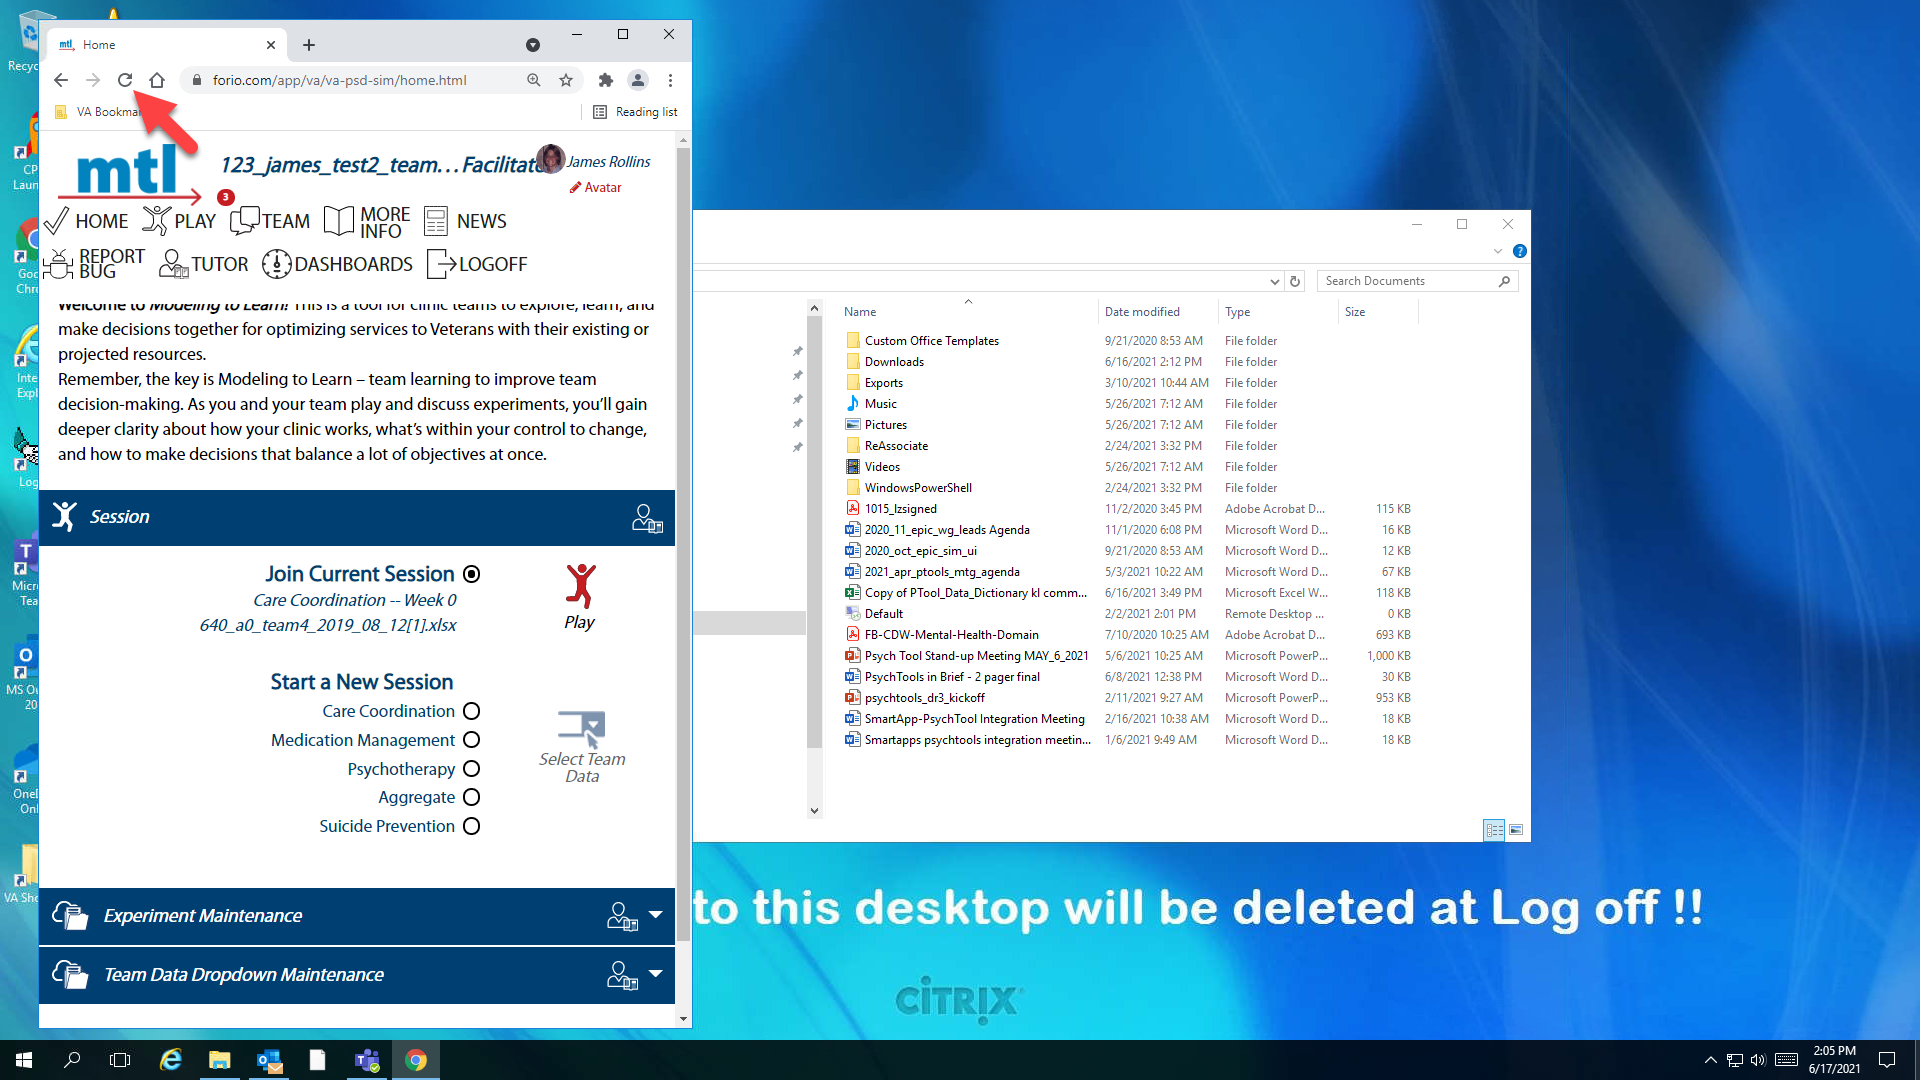 Home
forio.com/app/va/va-psd-sim/home.html
VA Bookmar
Reading list
mtl
123_james_test2_team...Facilitato
James Rollins
Avatar
3
HOME
PLAY
TEAM
MORE INFO
NEWS
REPORT BUG
TUTOR
DASHBOARDS
LOGOFF
Welcome to Modeling to Learn! This is a tool for clinic teams to explore, learn, and
make decisions together for optimizing services to Veterans with their existing or
projected resources.
Remember, the key is Modeling to Learn – team learning to improve team
decision-making. As you and your team play and discuss experiments, you'll gain
deeper clarity about how your clinic works, what's within your control to change,
and how to make decisions that balance a lot of objectives at once.
Session
Join Current Session
Care Coordination -- Week 0
640_a0_team4_2019_08_12[1].xlsx
Play
Start a New Session
Care Coordination
Medication Management
Psychotherapy
Aggregate
Suicide Prevention
Select Team
Data
Experiment Maintenance
Team Data Dropdown Maintenance
Search Documents
Name Date modified Type Size
Custom Office Templates 9/21/2020 8:53 AM File folder
Downloads 6/16/2021 2:12 PM File folder
Exports 3/10/2021 10:44 AM File folder
Music 5/26/2021 7:12 AM File folder
Pictures 5/26/2021 7:12 AM File folder
ReAssociate 2/24/2021 3:32 PM File folder
Videos 5/26/2021 7:12 AM File folder
WindowsPowerShell 2/24/2021 3:32 PM File folder
1015_lzsigned 11/2/2020 3:45 PM Adobe Acrobat D... 115 KB
2020_11_epic_wg_leads Agenda 11/1/2020 6:08 PM Microsoft Word D... 16 KB
2020_oct_epic_sim_ui 9/21/2020 8:53 AM Microsoft Word D... 12 KB
2021_apr_ptools_mtg_agenda 5/3/2021 10:22 AM Microsoft Word D... 67 KB
Copy of PTool_Data_Dictionary kl comm... 6/16/2021 3:49 PM Microsoft Excel W... 118 KB
Default 2/2/2021 2:01 PM Remote Desktop ... 0 KB
FB-CDW-Mental-Health-Domain 7/10/2020 10:25 AM Adobe Acrobat D... 693 KB
Psych Tool Stand-up Meeting MAY_6_2021 5/6/2021 10:25 AM Microsoft PowerP... 1,000 KB
PsychTools in Brief - 2 pager final 6/8/2021 12:38 PM Microsoft Word D... 30 KB
psychtools_dr3_kickoff 2/11/2021 9:27 AM Microsoft PowerP... 953 KB
SmartApp-PsychTool Integration Meeting 2/16/2021 10:38 AM Microsoft Word D... 18 KB
Smartapps psychtools integration meetin... 1/6/2021 9:49 AM Microsoft Word D... 18 KB
to this desktop will be deleted at Log off !!
CİTRIX
Recyc
CP
Laun
Goo
Chro
Inte
Expl
Log
Micro
Tea
MS Ou
20
OneD
Onl
VA Sho
2:05 PM
6/17/2021